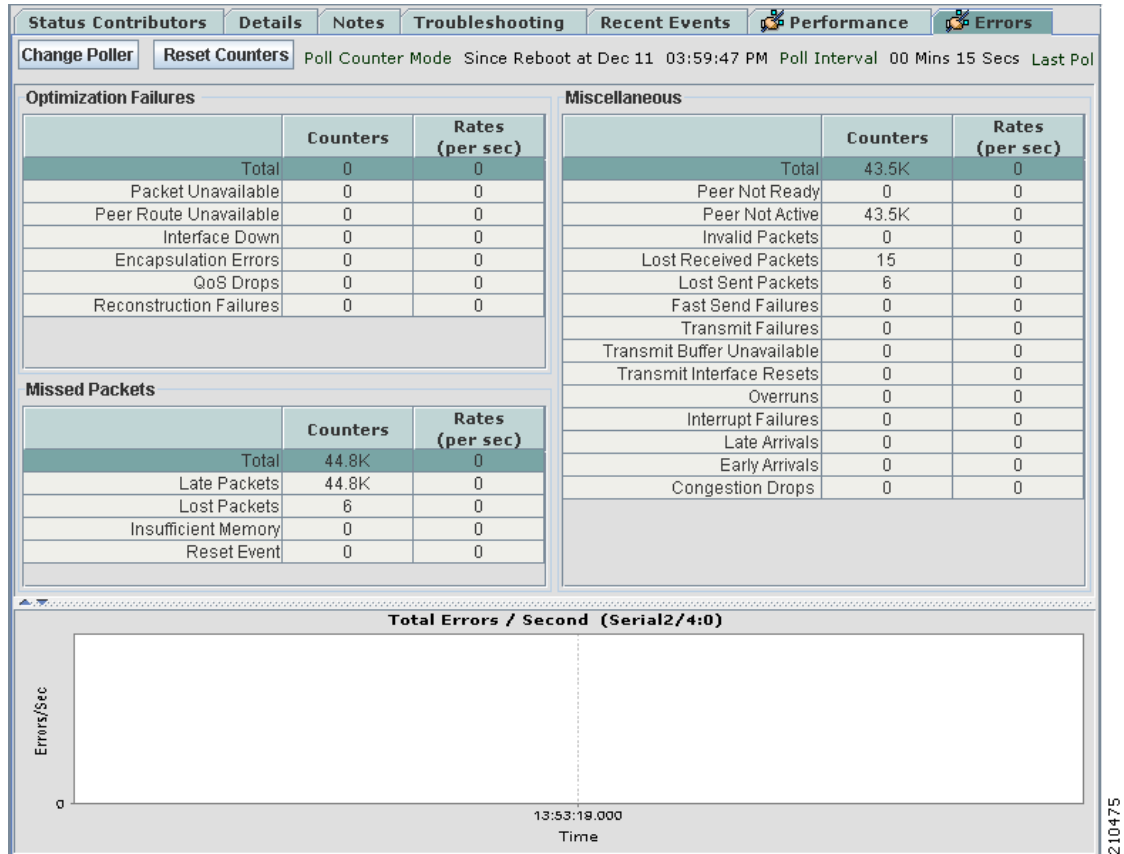 Status Contributors Details Notes Troubleshooting Recent Events Performance Errors
Change Poller Reset Counters Poll Counter Mode Since Reboot at Dec 11 03:59:47 PM Poll Interval 00 Mins 15 Secs Last Pol
Optimization Failures
Counters Rates (per sec)
Total 0 0
Packet Unavailable 0 0
Peer Route Unavailable 0 0
Interface Down 0 0
Encapsulation Errors 0 0
QoS Drops 0 0
Reconstruction Failures 0 0
Missed Packets
Counters Rates (per sec)
Total 44.8K 0
Late Packets 44.8K 0
Lost Packets 6 0
Insufficient Memory 0 0
Reset Event 0 0
Miscellaneous
Counters Rates (per sec)
Total 43.5K 0
Peer Not Ready 0 0
Peer Not Active 43.5K 0
Invalid Packets 0 0
Lost Received Packets 15 0
Lost Sent Packets 6 0
Fast Send Failures 0 0
Transmit Failures 0 0
Transmit Buffer Unavailable 0 0
Transmit Interface Resets 0 0
Overruns 0 0
Interrupt Failures 0 0
Late Arrivals 0 0
Early Arrivals 0 0
Congestion Drops 0 0
Total Errors / Second (Serial2/4:0)
Errors/Sec
0
13:53:19.000
Time
210475